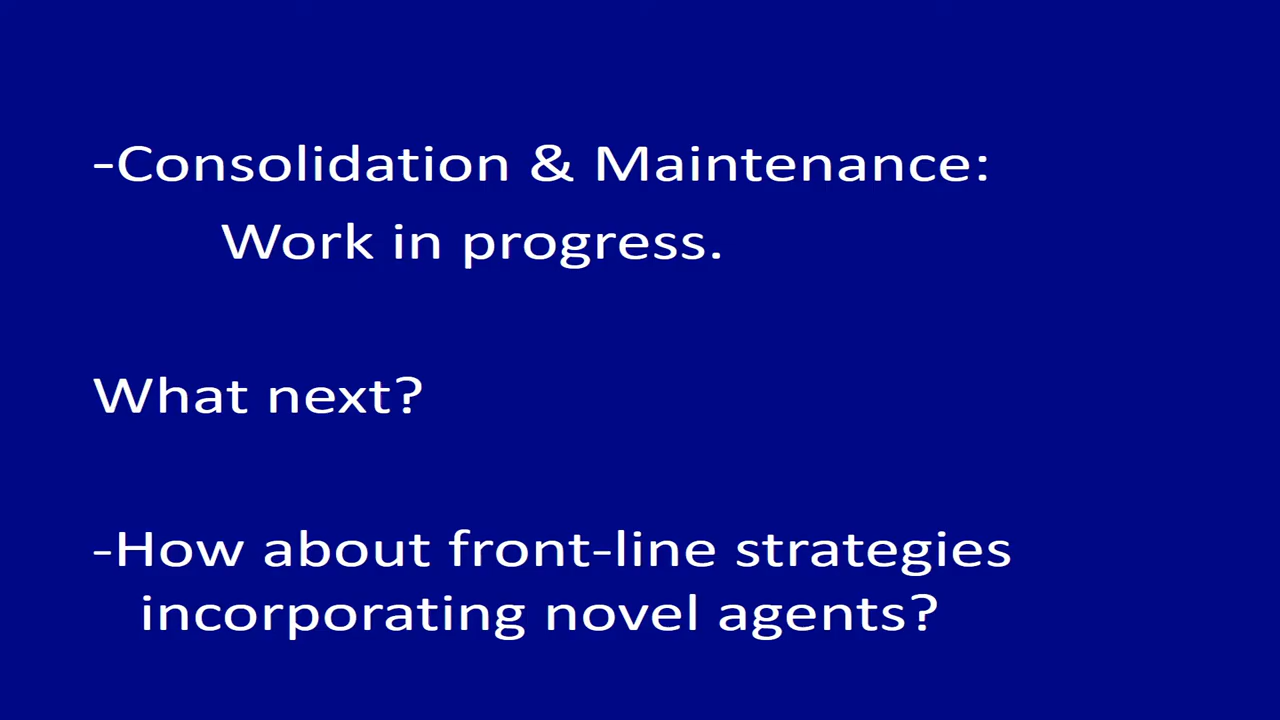 -Consolidation & Maintenance:
Work in progress.
What next?
-How about front-line strategies
incorporating novel agents?